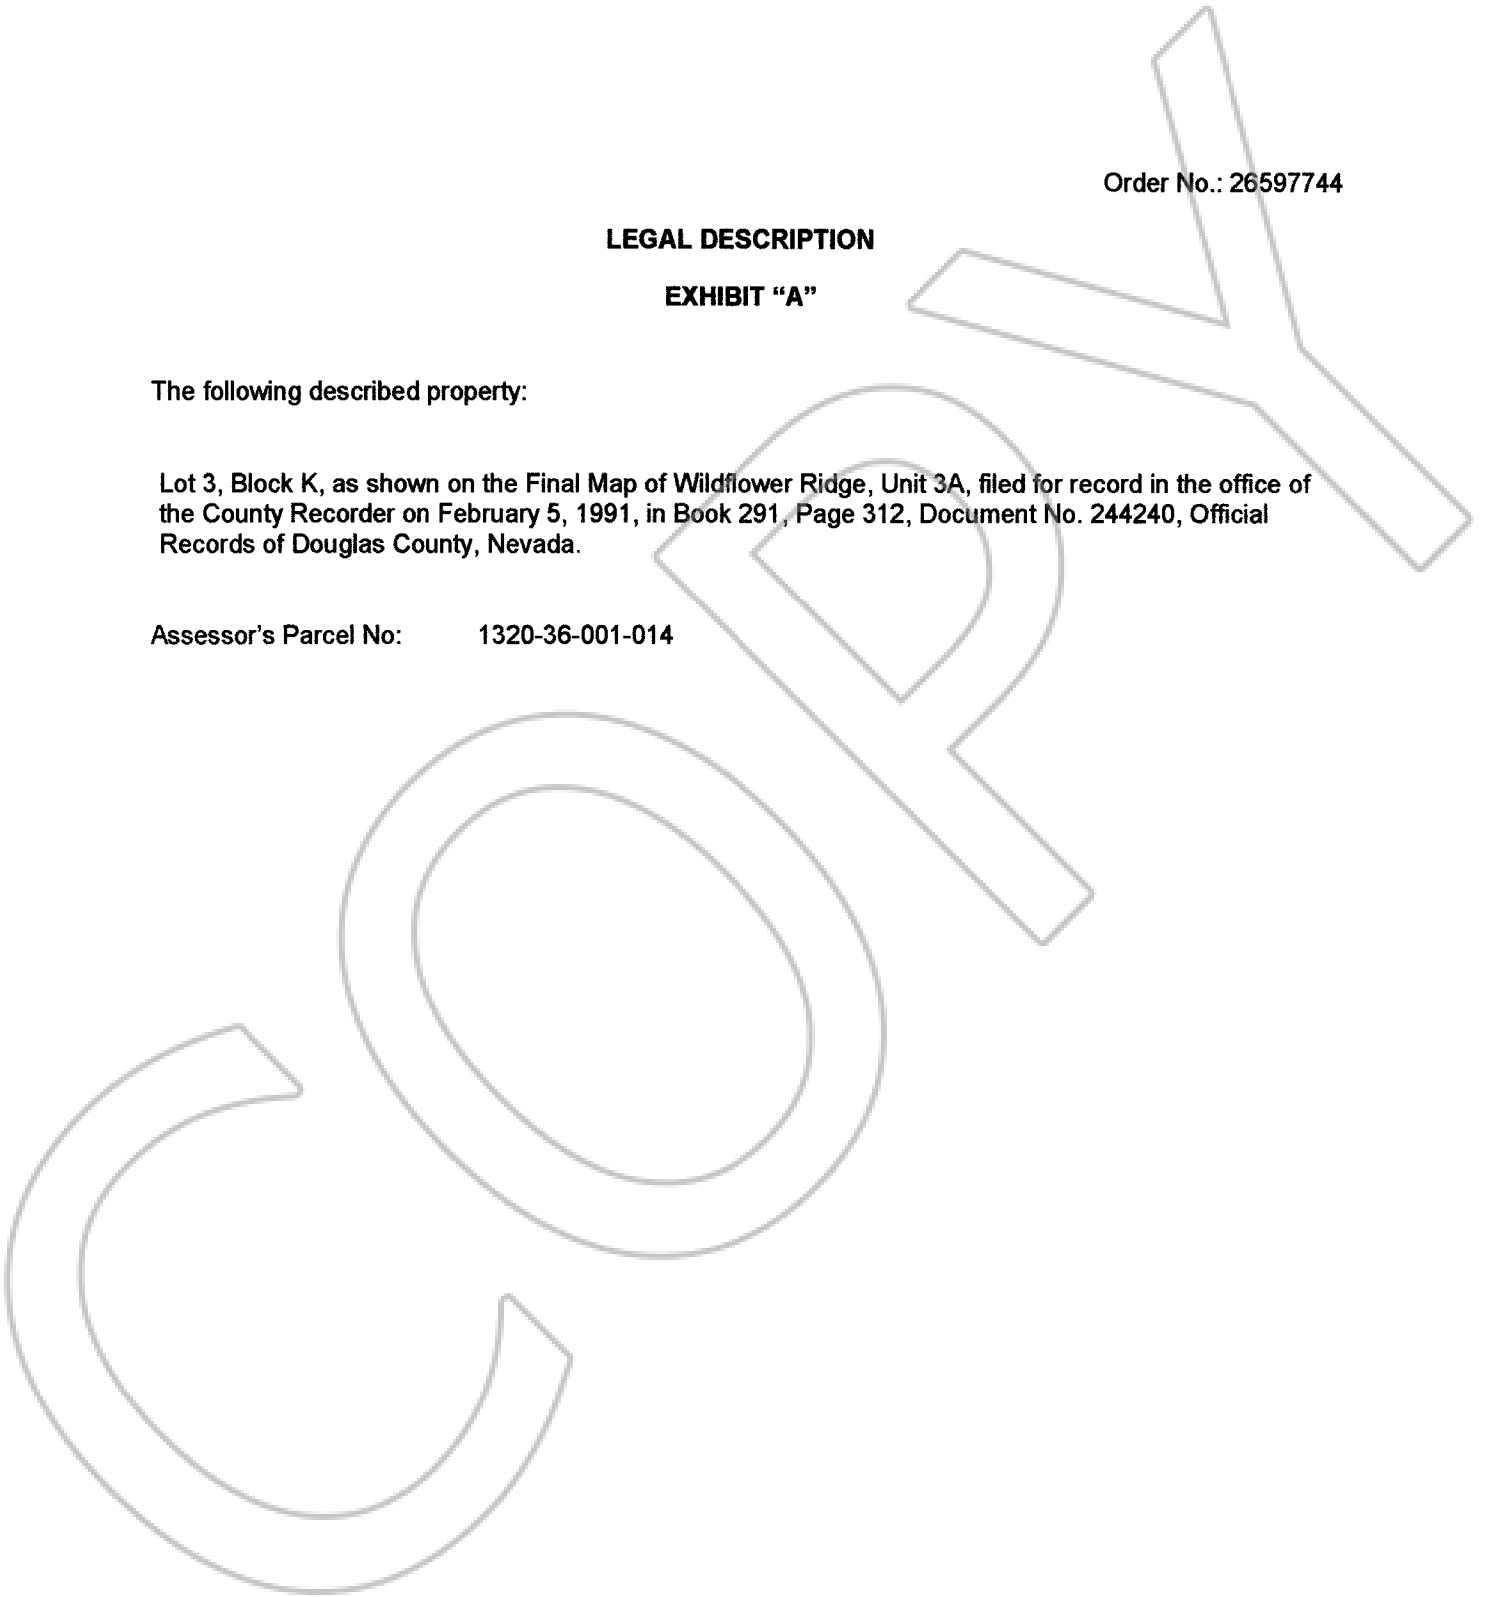 Order No.: 26597744
LEGAL DESCRIPTION
EXHIBIT “A”
The following described property:
Lot 3, Block K, as shown on the Final Map of Wildflower Ridge, Unit 3A, filed for record in the office of
the County Recorder on February 5, 1991, in Book 291, Page 312, Document No. 244240, Official
Records of Douglas County, Nevada.
Assessor’s Parcel No: 1320-36-001-014
COPY